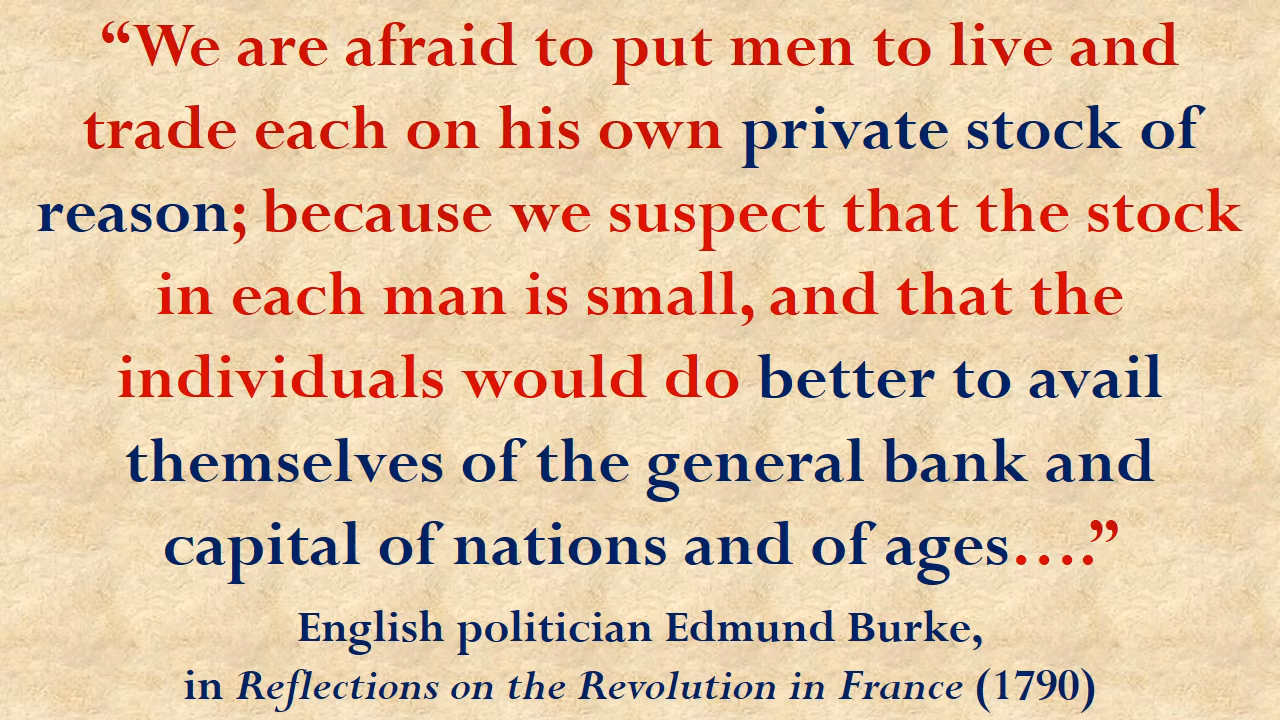 “We are afraid to put men to live and
trade each on his own private stock of
reason; because we suspect that the stock
in each man is small, and that the
individuals would do better to avail
themselves of the general bank and
capital of nations and of ages….”
English politician Edmund Burke,
in Reflections on the Revolution in France (1790)